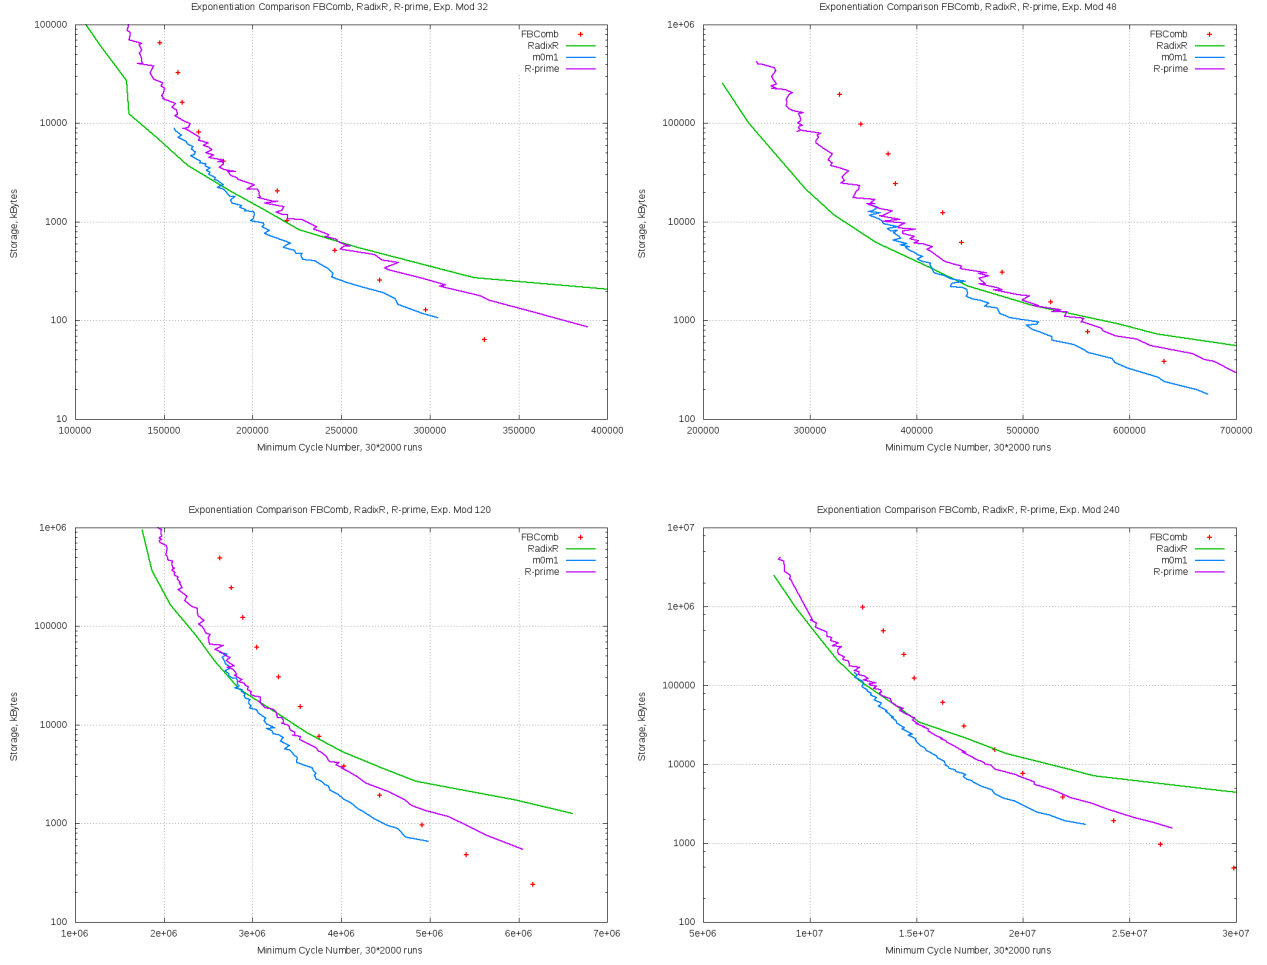 Exponentiation Comparison FBComb, RadixR, R-prime, Exp. Mod 32
FBComb
RadixR
m0m1
R-prime
100000
10000
1000
100
10
Storage, kBytes
100000 150000 200000 250000 300000 350000 400000
Minimum Cycle Number, 30*2000 runs
Exponentiation Comparison FBComb, RadixR, R-prime, Exp. Mod 48
FBComb
RadixR
m0m1
R-prime
1e+06
100000
10000
1000
100
Storage, kBytes
200000 300000 400000 500000 600000 700000
Minimum Cycle Number, 30*2000 runs
Exponentiation Comparison FBComb, RadixR, R-prime, Exp. Mod 120
FBComb
RadixR
m0m1
R-prime
1e+06
100000
10000
1000
100
Storage, kBytes
1e+06 2e+06 3e+06 4e+06 5e+06 6e+06 7e+06
Minimum Cycle Number, 30*2000 runs
Exponentiation Comparison FBComb, RadixR, R-prime, Exp. Mod 240
FBComb
RadixR
m0m1
R-prime
1e+07
1e+06
100000
10000
1000
100
Storage, kBytes
5e+06 1e+07 1.5e+07 2e+07 2.5e+07 3e+07
Minimum Cycle Number, 30*2000 runs